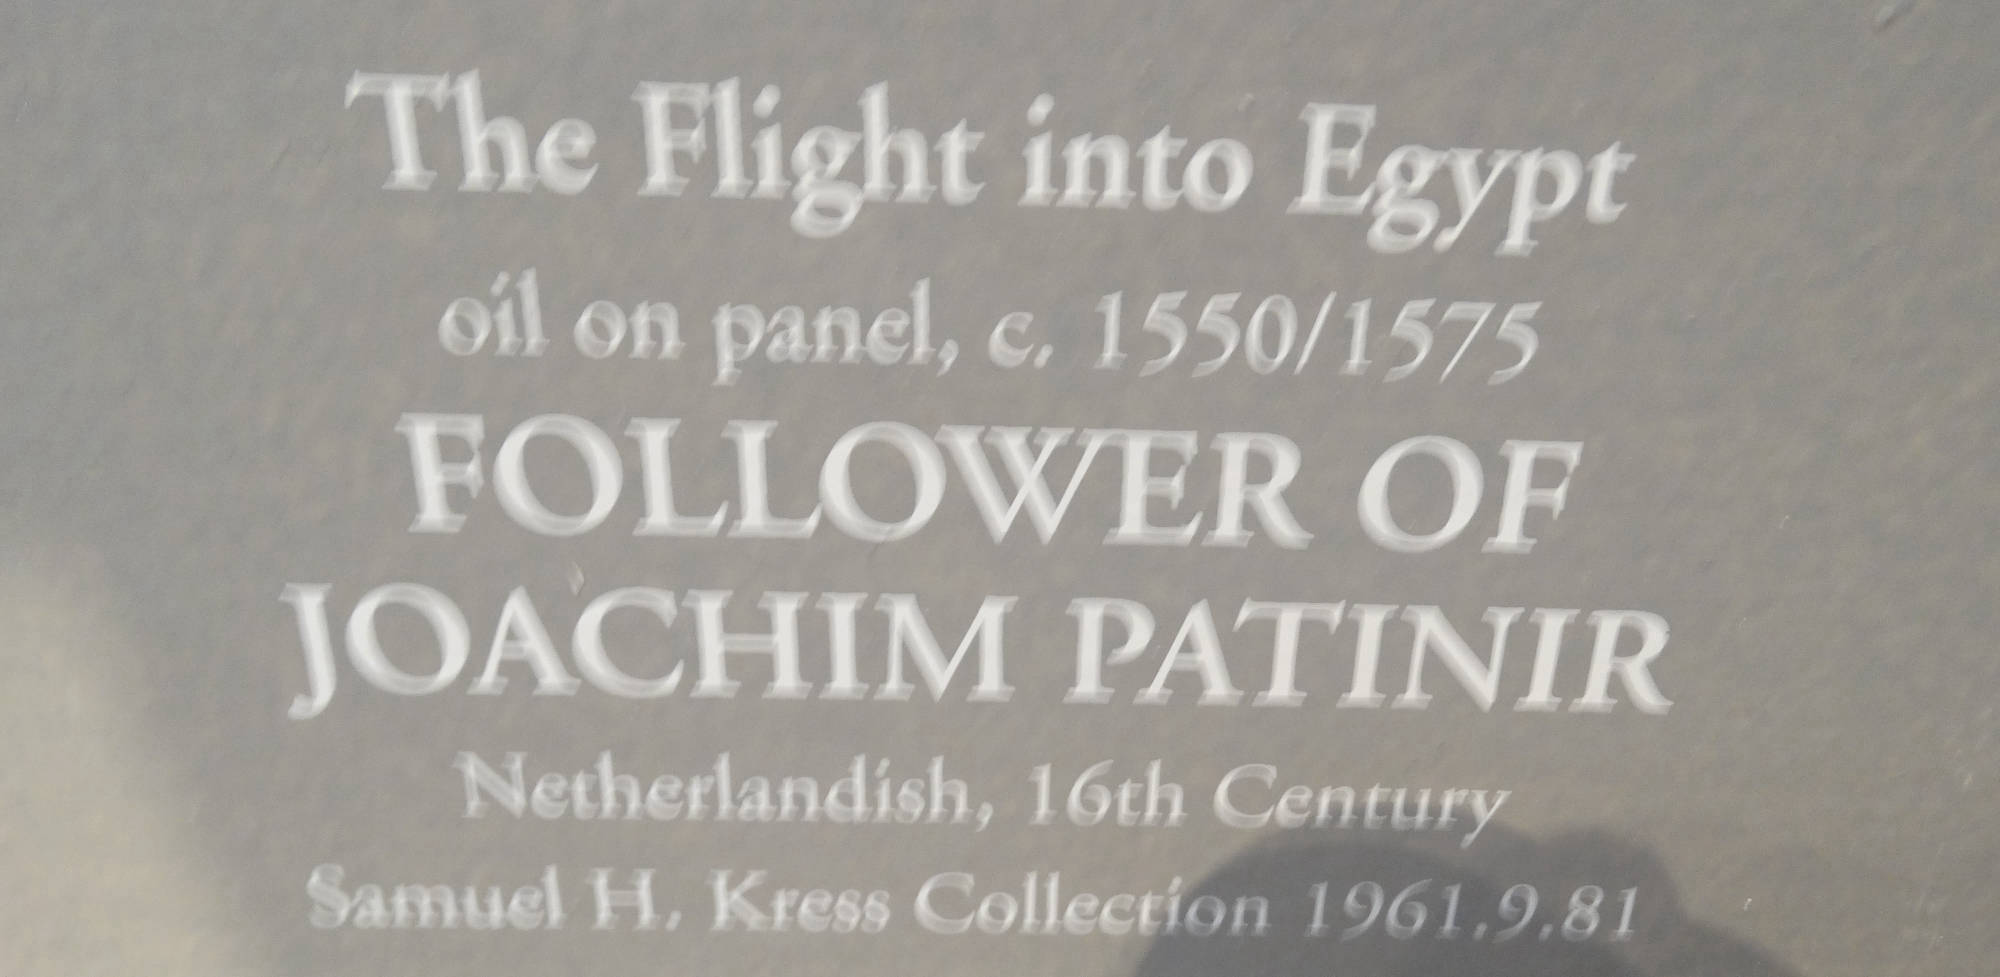 The Flight into Egypt
oil on panel, c. 1550/1575
FOLLOWER OF
JOACHIM PATINIR
Netherlandish, 16th Century
Samuel H. Kress Collection 1961.9.81